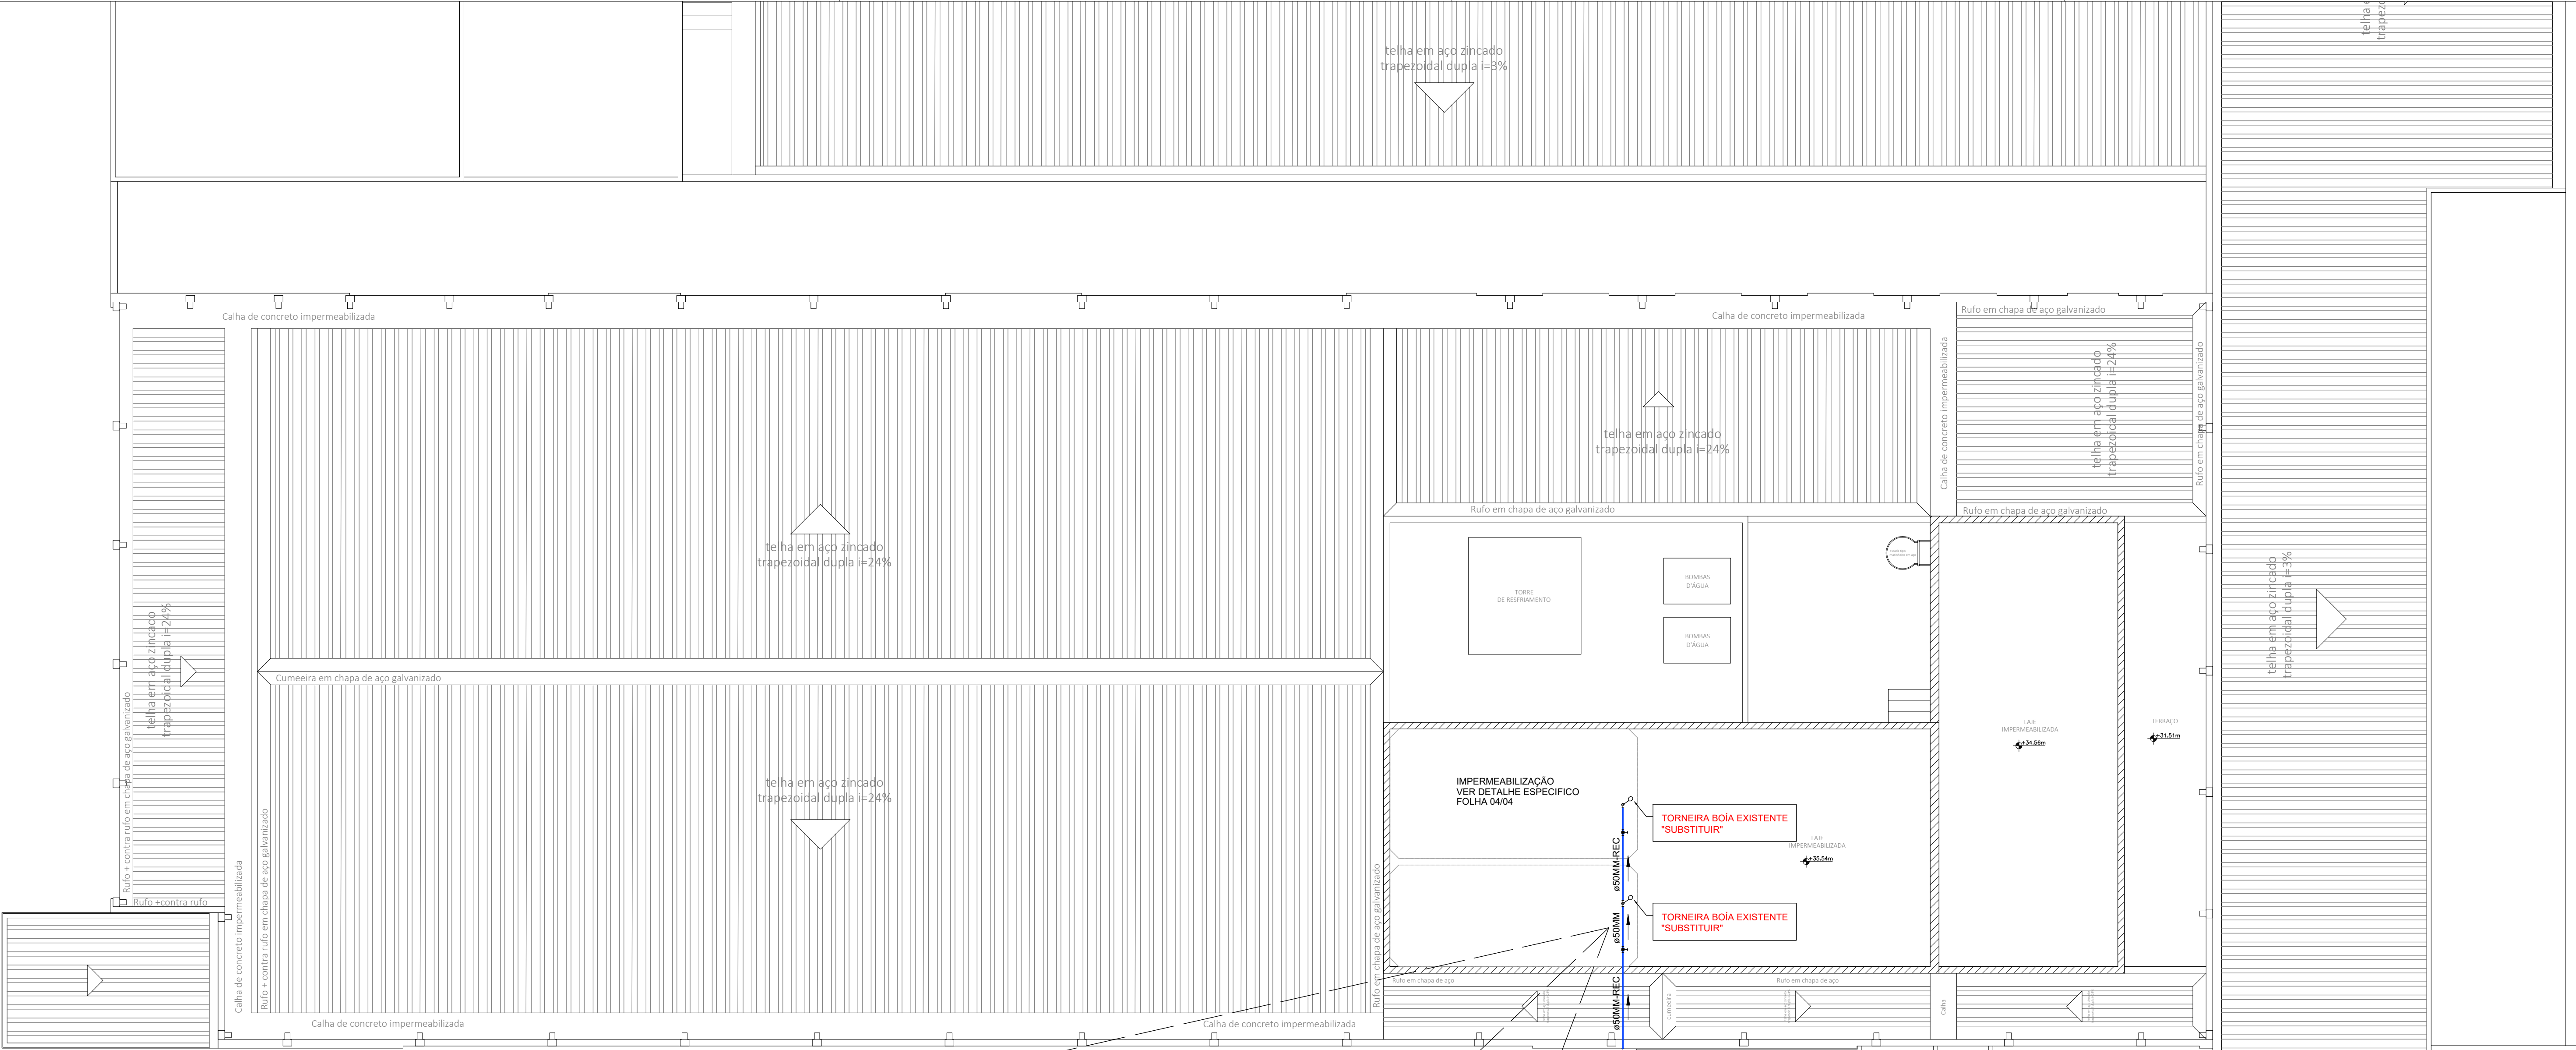 telha em aço zincado
trapezoidal dupla i=3%
Calha de concreto impermeabilizada
Calha de concreto impermeabilizada
Rufo em chapa de aço galvanizado
telha em aço zincado
trapezoidal dupla i=24%
Rufo em chapa de aço galvanizado
Calha de concreto impermeabilizada
telha em aço zincado
trapezoidal dupla i=24%
Rufo em chapa de aço galvanizado
Rufo em chapa de aço galvanizado
telha em aço zincado
trapezoidal dupla i=24%
TORRE
DE RESFRIAMENTO
BOMBAS
D'ÁGUA
BOMBAS
D'ÁGUA
telha em aço zincado
trapezoidal dupla i=3%
telha em aço zincado
trapezoidal dupla i=24%
Rufo + contra rufo em chapa de aço galvanizado
Cumeeira em chapa de aço galvanizado
LAJE
IMPERMEABILIZADA
+34.56m
TERRAÇO
+31.51m
telha em aço zincado
trapezoidal dupla i=24%
IMPERMEABILIZAÇÃO
VER DETALHE ESPECIFICO
FOLHA 04/04
TORNEIRA BOÍA EXISTENTE
"SUBSTITUIR"
LAJE
IMPERMEABILIZADA
+35.54m
ø50MM-REC
TORNEIRA BOÍA EXISTENTE
"SUBSTITUIR"
ø50MM
ø50MM-REC
Rufo +contra rufo
Calha de concreto impermeabilizada
Rufo + contra rufo em chapa de aço galvanizado
Rufo em chapa de aço galvanizado
Rufo em chapa de aço
Rufo em chapa de aço
cumeeira
Calha
Calha de concreto impermeabilizada
Calha de concreto impermeabilizada